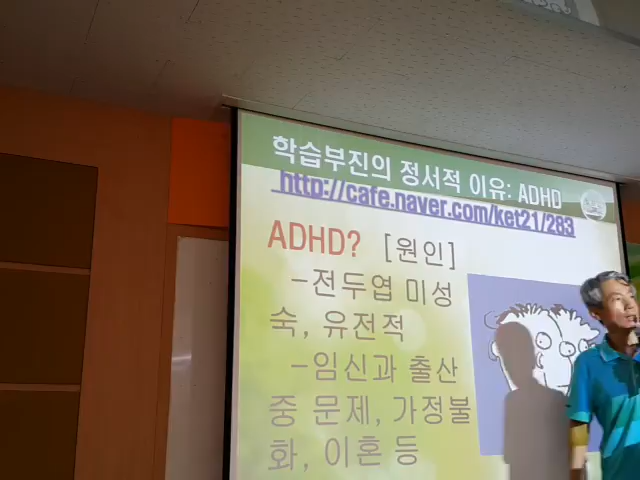 학습부진의 정서적 이유: ADHD
http://cafe.naver.com/ket21/283
ADHD? [원인]
-전두엽 미성
숙, 유전적
-임신과 출산
중 문제, 가정불
화, 이혼 등